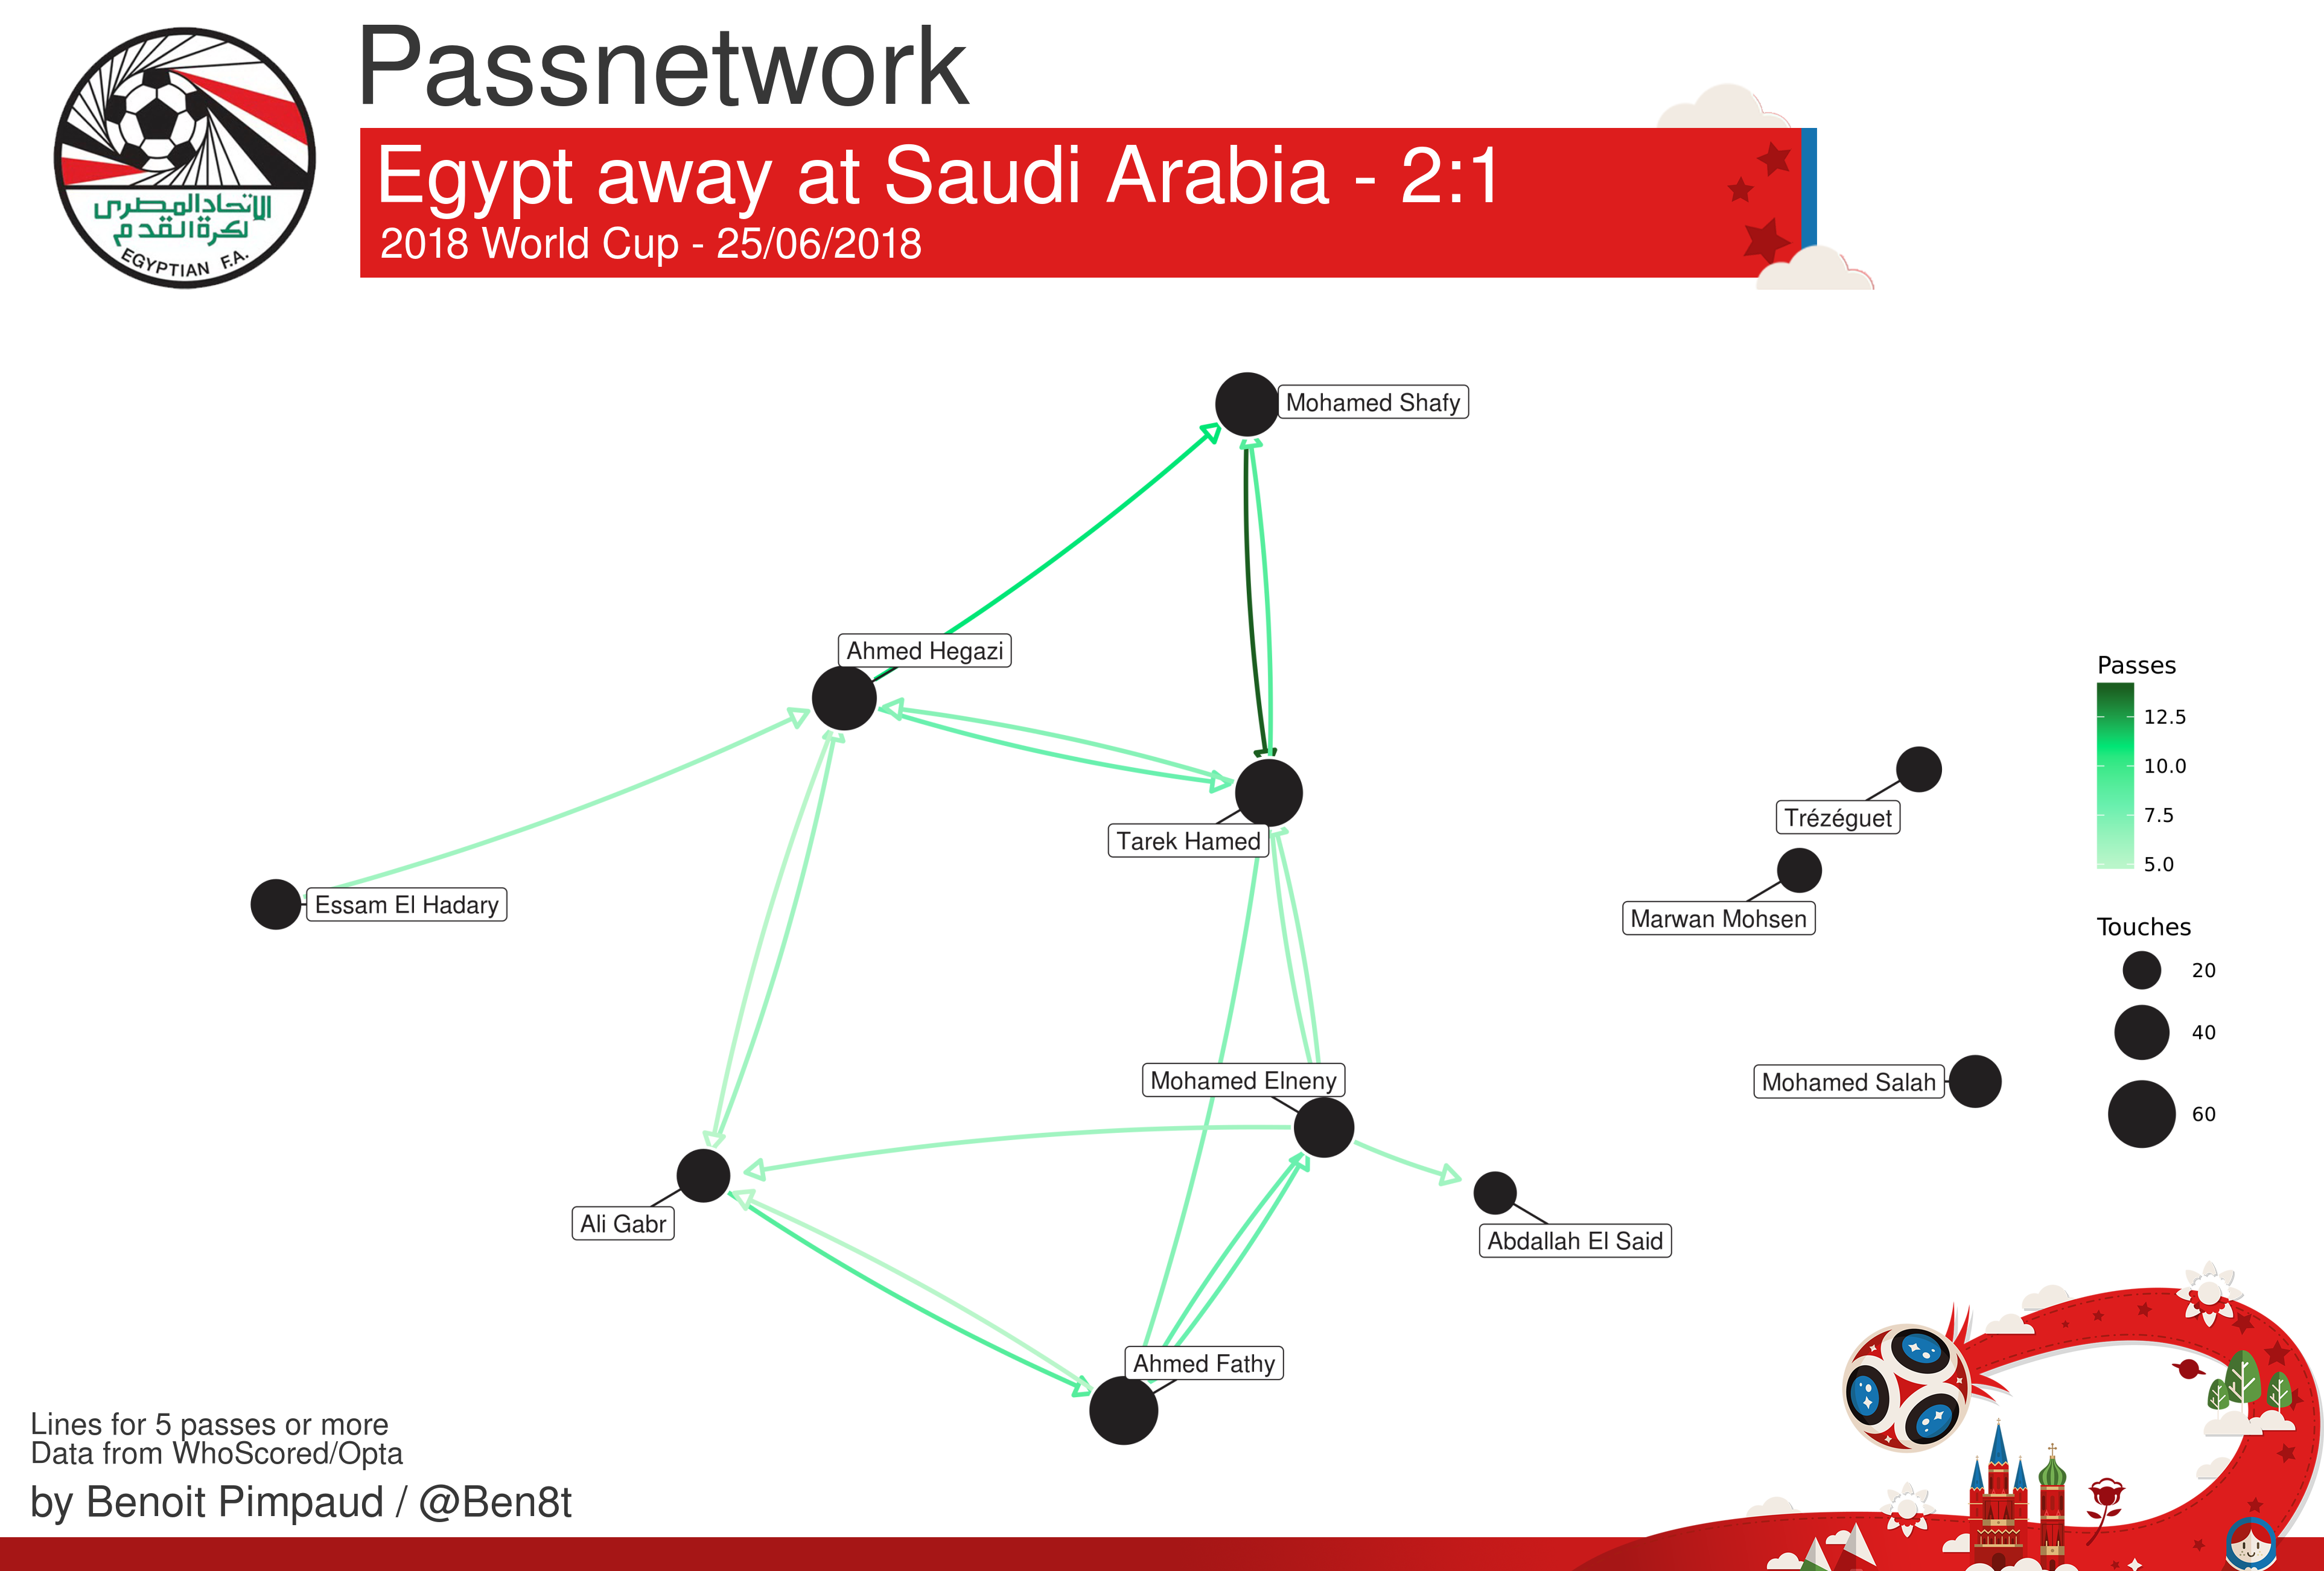 الإتحاد المصرى
لكرة القدم
EGYPTIAN F.A.
Passnetwork
Egypt away at Saudi Arabia - 2:1
2018 World Cup - 25/06/2018
Mohamed Shafy
Ahmed Hegazi
Tarek Hamed
Essam El Hadary
Trézéguet
Marwan Mohsen
Mohamed Elneny
Mohamed Salah
Ali Gabr
Abdallah El Said
Ahmed Fathy
Passes
12.5
10.0
7.5
5.0
Touches
20
40
60
Lines for 5 passes or more
Data from WhoScored/Opta
by Benoit Pimpaud / @Ben8t